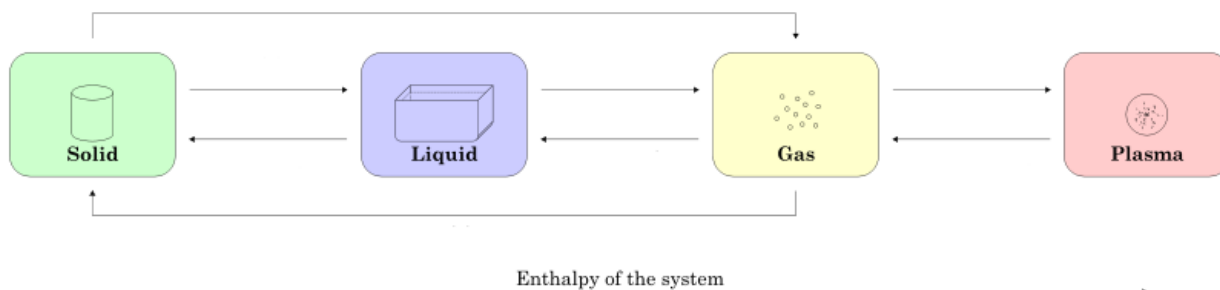 Solid
Liquid
Gas
Plasma
Enthalpy of the system